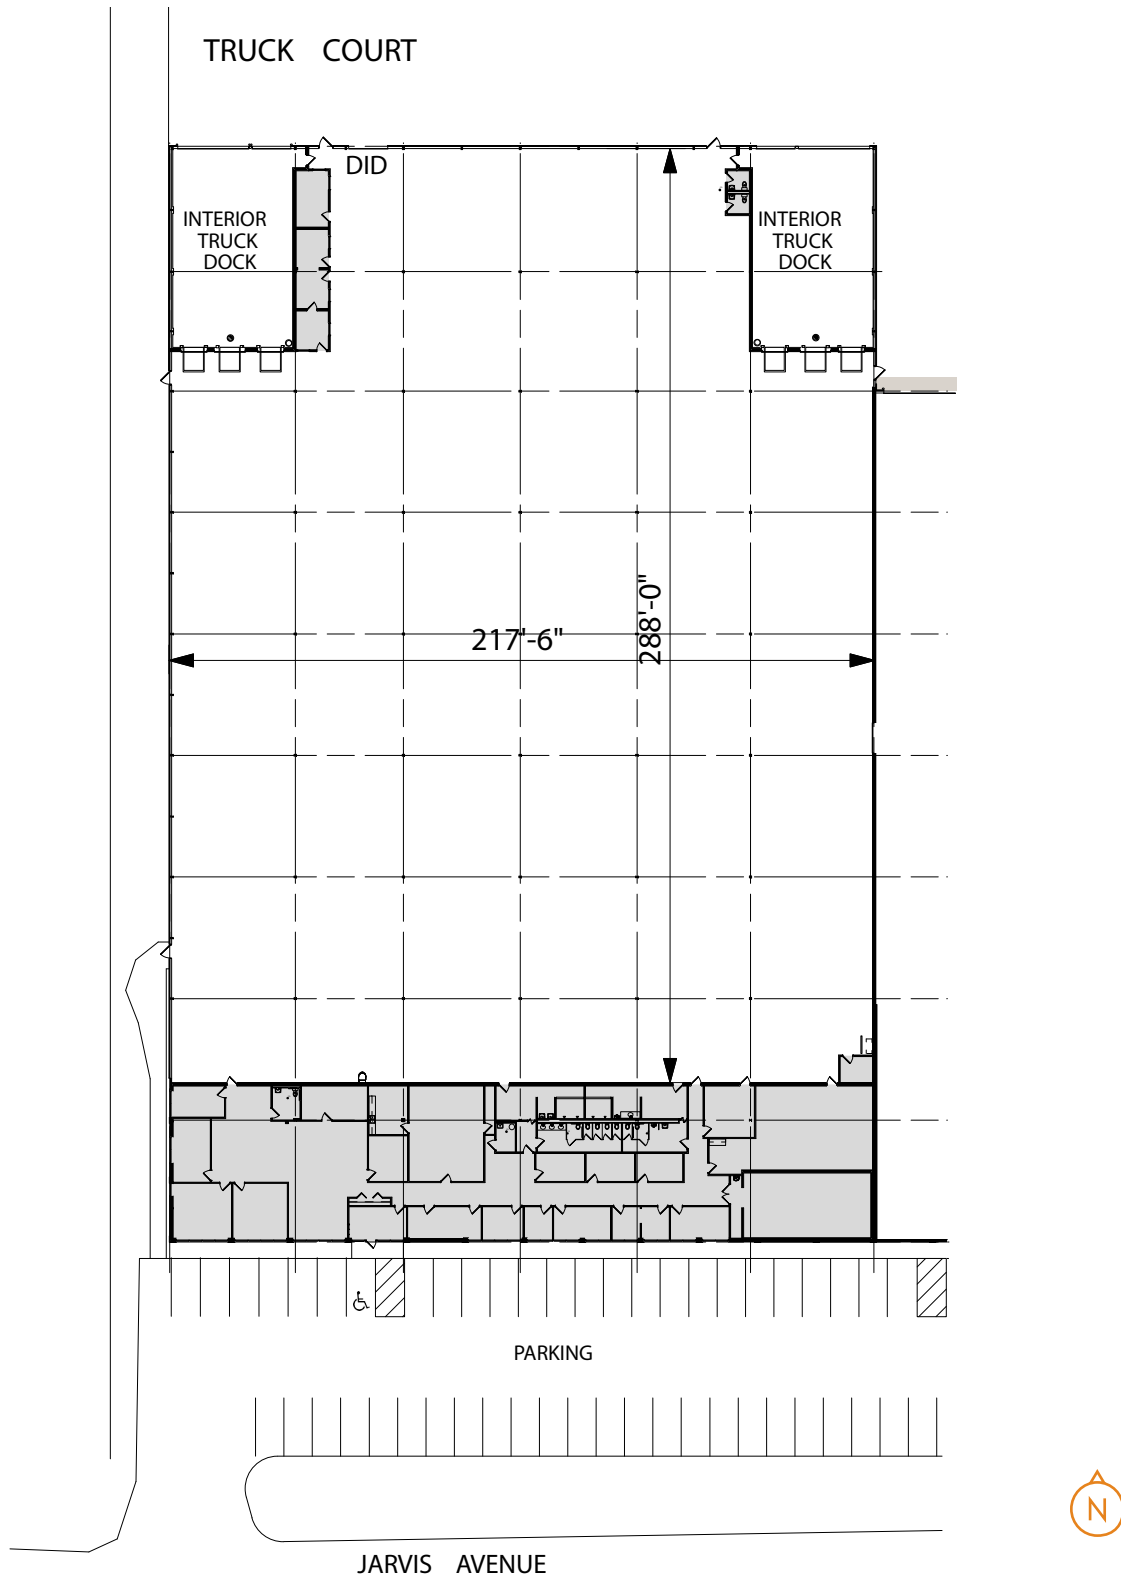 TRUCK COURT
DID
INTERIOR
TRUCK
DOCK
INTERIOR
TRUCK
DOCK
217'-6"
288'-0"
PARKING
JARVIS AVENUE
N